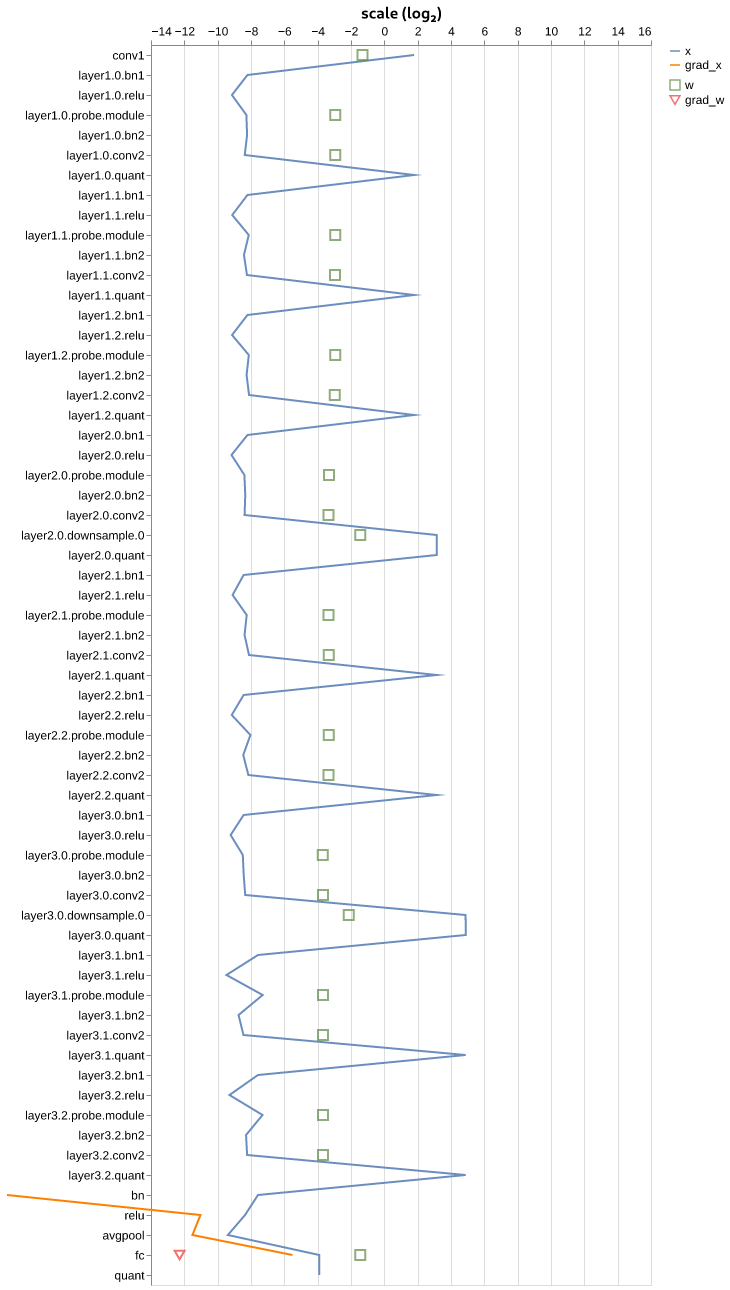 scale (log₂)
−14 −12 −10 −8 −6 −4 −2 0 2 4 6 8 10 12 14 16
x
grad_x
w
grad_w
conv1
layer1.0.bn1
layer1.0.relu
layer1.0.probe.module
layer1.0.bn2
layer1.0.conv2
layer1.0.quant
layer1.1.bn1
layer1.1.relu
layer1.1.probe.module
layer1.1.bn2
layer1.1.conv2
layer1.1.quant
layer1.2.bn1
layer1.2.relu
layer1.2.probe.module
layer1.2.bn2
layer1.2.conv2
layer1.2.quant
layer2.0.bn1
layer2.0.relu
layer2.0.probe.module
layer2.0.bn2
layer2.0.conv2
layer2.0.downsample.0
layer2.0.quant
layer2.1.bn1
layer2.1.relu
layer2.1.probe.module
layer2.1.bn2
layer2.1.conv2
layer2.1.quant
layer2.2.bn1
layer2.2.relu
layer2.2.probe.module
layer2.2.bn2
layer2.2.conv2
layer2.2.quant
layer3.0.bn1
layer3.0.relu
layer3.0.probe.module
layer3.0.bn2
layer3.0.conv2
layer3.0.downsample.0
layer3.0.quant
layer3.1.bn1
layer3.1.relu
layer3.1.probe.module
layer3.1.bn2
layer3.1.conv2
layer3.1.quant
layer3.2.bn1
layer3.2.relu
layer3.2.probe.module
layer3.2.bn2
layer3.2.conv2
layer3.2.quant
bn
relu
avgpool
fc
quant